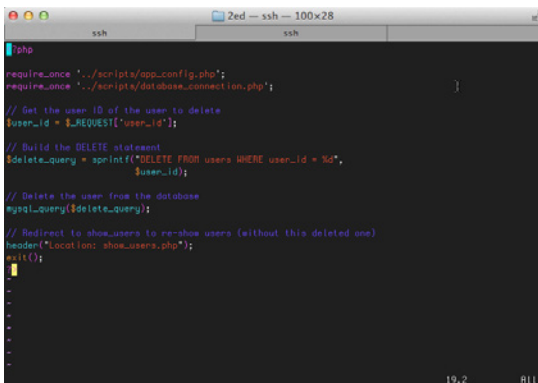 2ed — ssh — 100×28
ssh
ssh
<?php
require_once '../scripts/app_config.php';
require_once '../scripts/database_connection.php';
// Get the user ID of the user to delete
$user_id = $_REQUEST['user_id'];
// Build the DELETE statement
$delete_query = sprintf("DELETE FROM users WHERE user_id = %d",
$user_id);
// Delete the user from the database
mysql_query($delete_query);
// Redirect to show_users to re-show users (without this deleted one)
header("Location: show_users.php");
exit();
?>
~
~
~
~
~
~
~
~
19,2
All